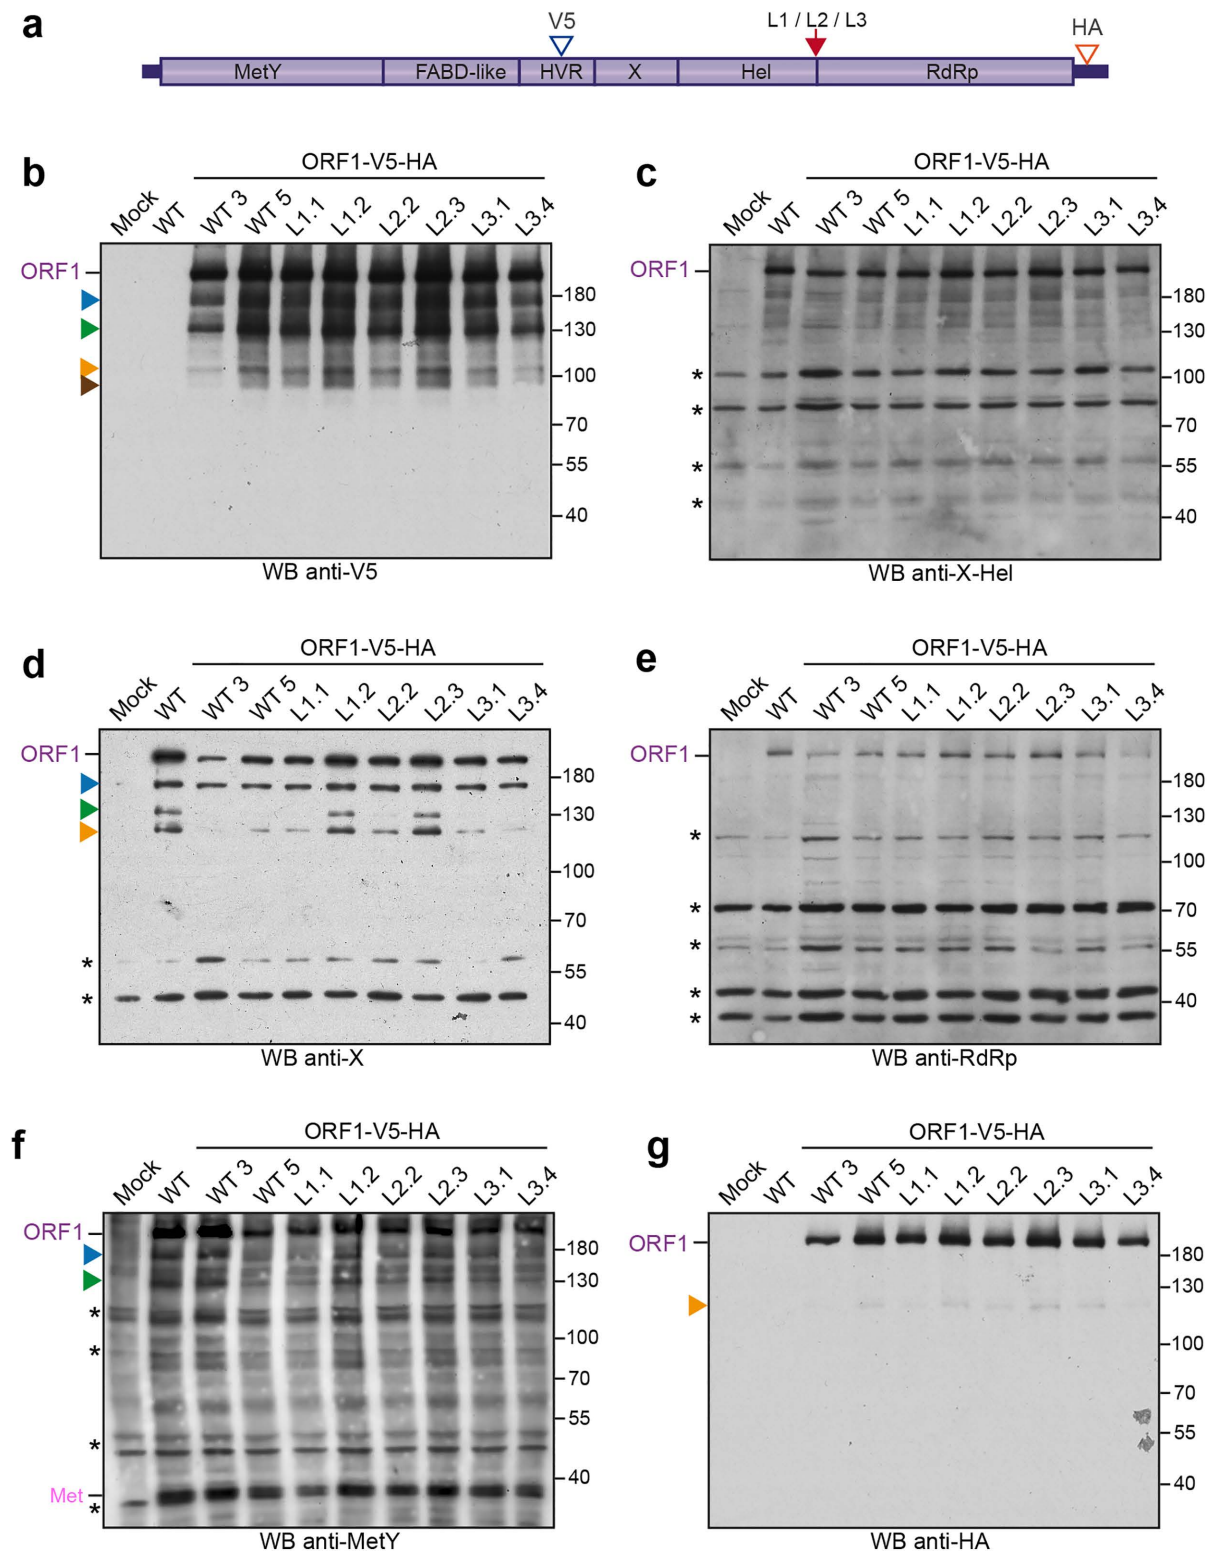 a
V5
L1 / L2 / L3
HA
MetY FABD-like HVR X Hel RdRp
b
ORF1-V5-HA
Mock WT WT 3 WT 5 L1.1 L1.2 L2.2 L2.3 L3.1 L3.4
ORF1
180
130
100
70
55
40
WB anti-V5
c
ORF1-V5-HA
Mock WT WT 3 WT 5 L1.1 L1.2 L2.2 L2.3 L3.1 L3.4
ORF1
180
130
* 100
*
70
* 55
*
40
WB anti-X-Hel
d
ORF1-V5-HA
Mock WT WT 3 WT 5 L1.1 L1.2 L2.2 L2.3 L3.1 L3.4
ORF1
180
130
100
70
*
55
*
40
WB anti-X
e
ORF1-V5-HA
Mock WT WT 3 WT 5 L1.1 L1.2 L2.2 L2.3 L3.1 L3.4
ORF1
180
130
*
100
* 70
* 55
* 40
*
WB anti-RdRp
f
ORF1-V5-HA
Mock WT WT 3 WT 5 L1.1 L1.2 L2.2 L2.3 L3.1 L3.4
ORF1
180
130
*
100
*
70
55
*
40
Met
*
WB anti-MetY
g
ORF1-V5-HA
Mock WT WT 3 WT 5 L1.1 L1.2 L2.2 L2.3 L3.1 L3.4
ORF1
180
130
100
70
55
40
WB anti-HA